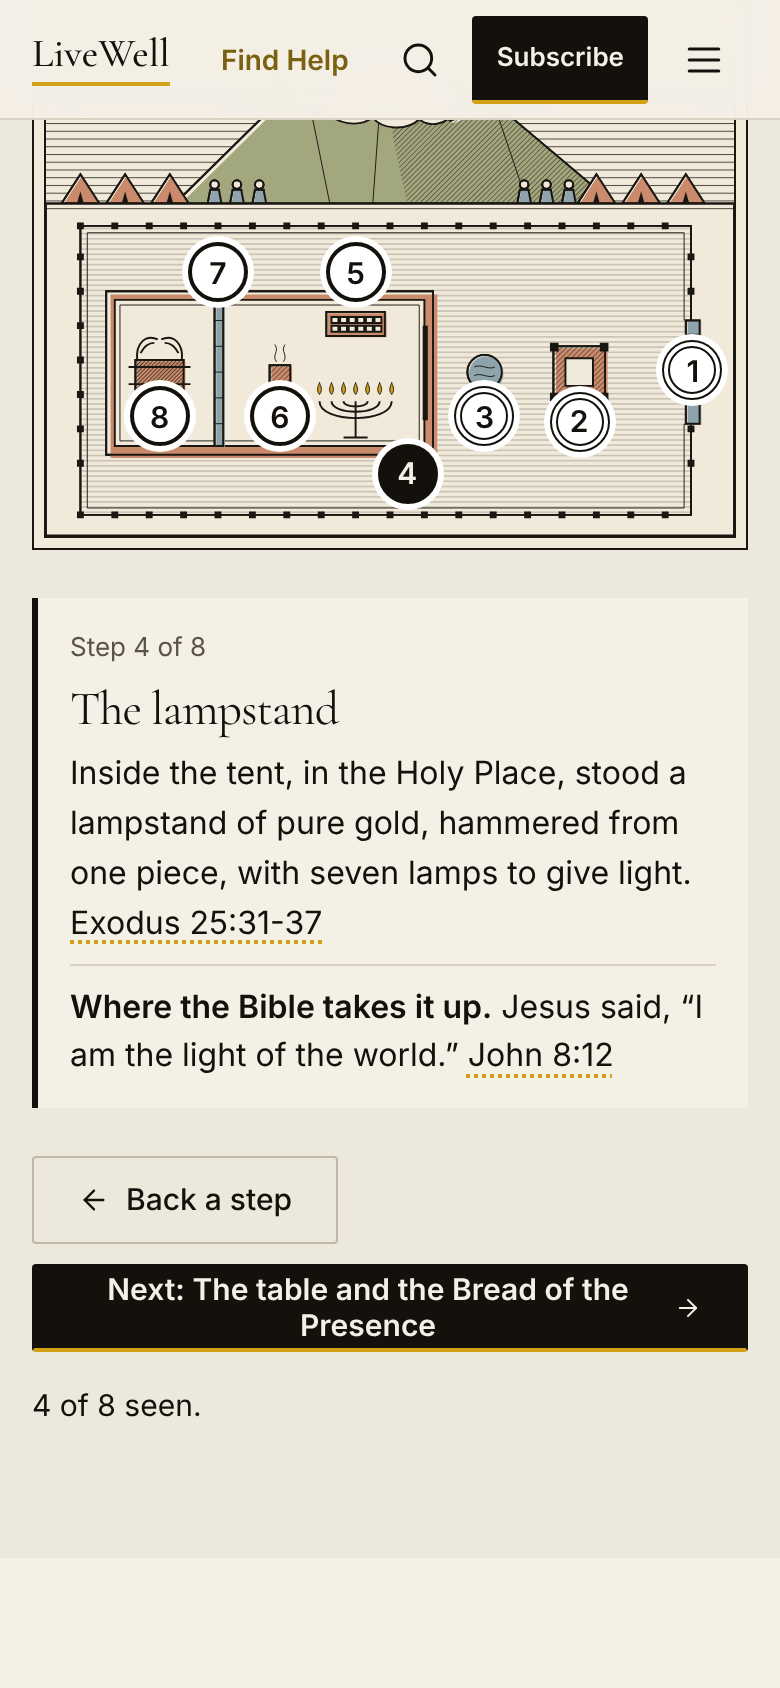 LiveWell Find Help Subscribe
7 5
1
8 6 3 2
4
Step 4 of 8
The lampstand
Inside the tent, in the Holy Place, stood a
lampstand of pure gold, hammered from
one piece, with seven lamps to give light.
Exodus 25:31-37
Where the Bible takes it up. Jesus said, “I
am the light of the world.” John 8:12
← Back a step
Next: The table and the Bread of the
Presence →
4 of 8 seen.